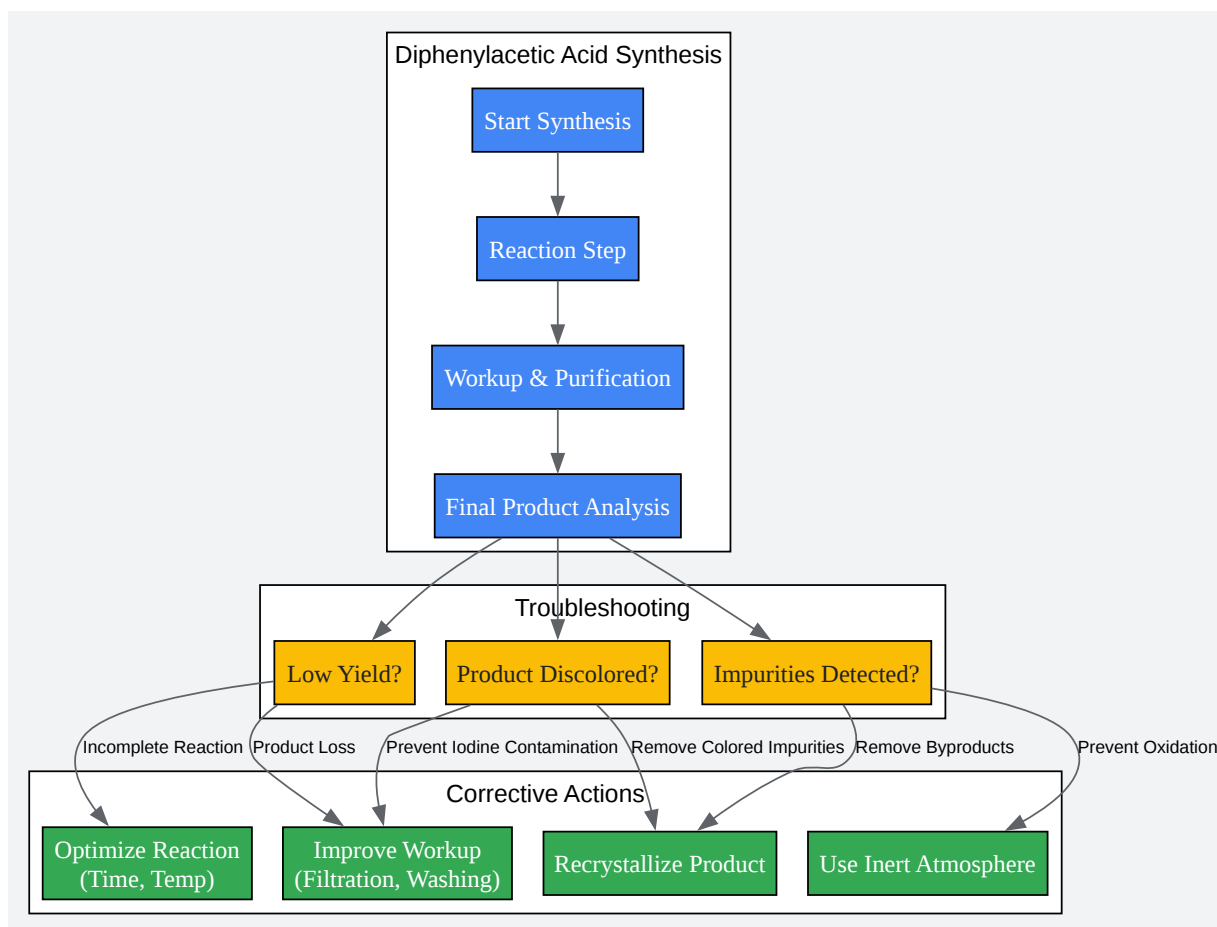 Diphenylacetic Acid Synthesis
Start Synthesis
Reaction Step
Workup & Purification
Final Product Analysis
Troubleshooting
Low Yield?
Product Discolored?
Impurities Detected?
Incomplete Reaction
Product Loss
Prevent Iodine Contamination
Remove Colored Impurities
Remove Byproducts
Prevent Oxidation
Corrective Actions
Optimize Reaction
(Time, Temp)
Improve Workup
(Filtration, Washing)
Recrystallize Product
Use Inert Atmosphere